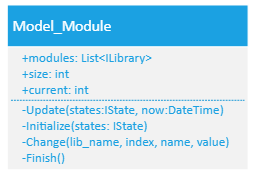 Model_Module
+modules: List<ILibrary>
+size: int
+current: int
-Update(states:IState, now:DateTime)
-Initialize(states: IState)
-Change(lib_name, index, name, value)
-Finish()